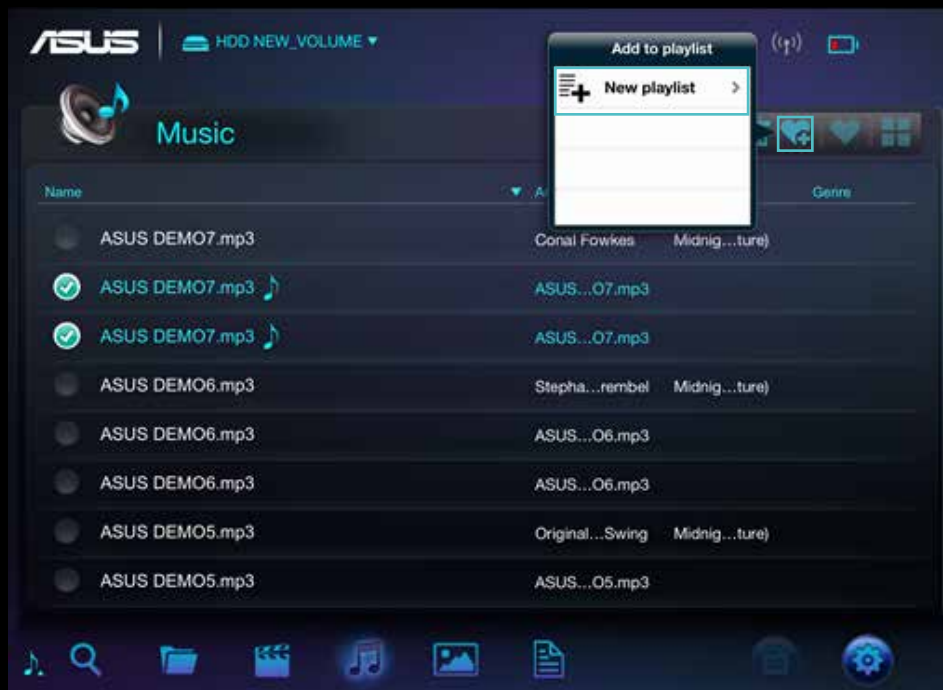 ASUS HDD NEW_VOLUME
Add to playlist
New playlist
Music
Name Genre
ASUS DEMO7.mp3 Conal Fowkes Midnig...ture)
ASUS DEMO7.mp3 ASUS...O7.mp3
ASUS DEMO7.mp3 ASUS...O7.mp3
ASUS DEMO6.mp3 Stepha...rembel Midnig...ture)
ASUS DEMO6.mp3 ASUS...O6.mp3
ASUS DEMO6.mp3 ASUS...O6.mp3
ASUS DEMO5.mp3 Original...Swing Midnig...ture)
ASUS DEMO5.mp3 ASUS...O5.mp3